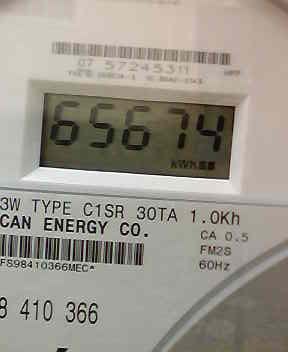 07 57245311
65674
kWh
3W TYPE C1SR 30TA 1.0Kh
CAN ENERGY CO.
CA 0.5
FM2S
FS98410366MEC*
60Hz
8 410 366